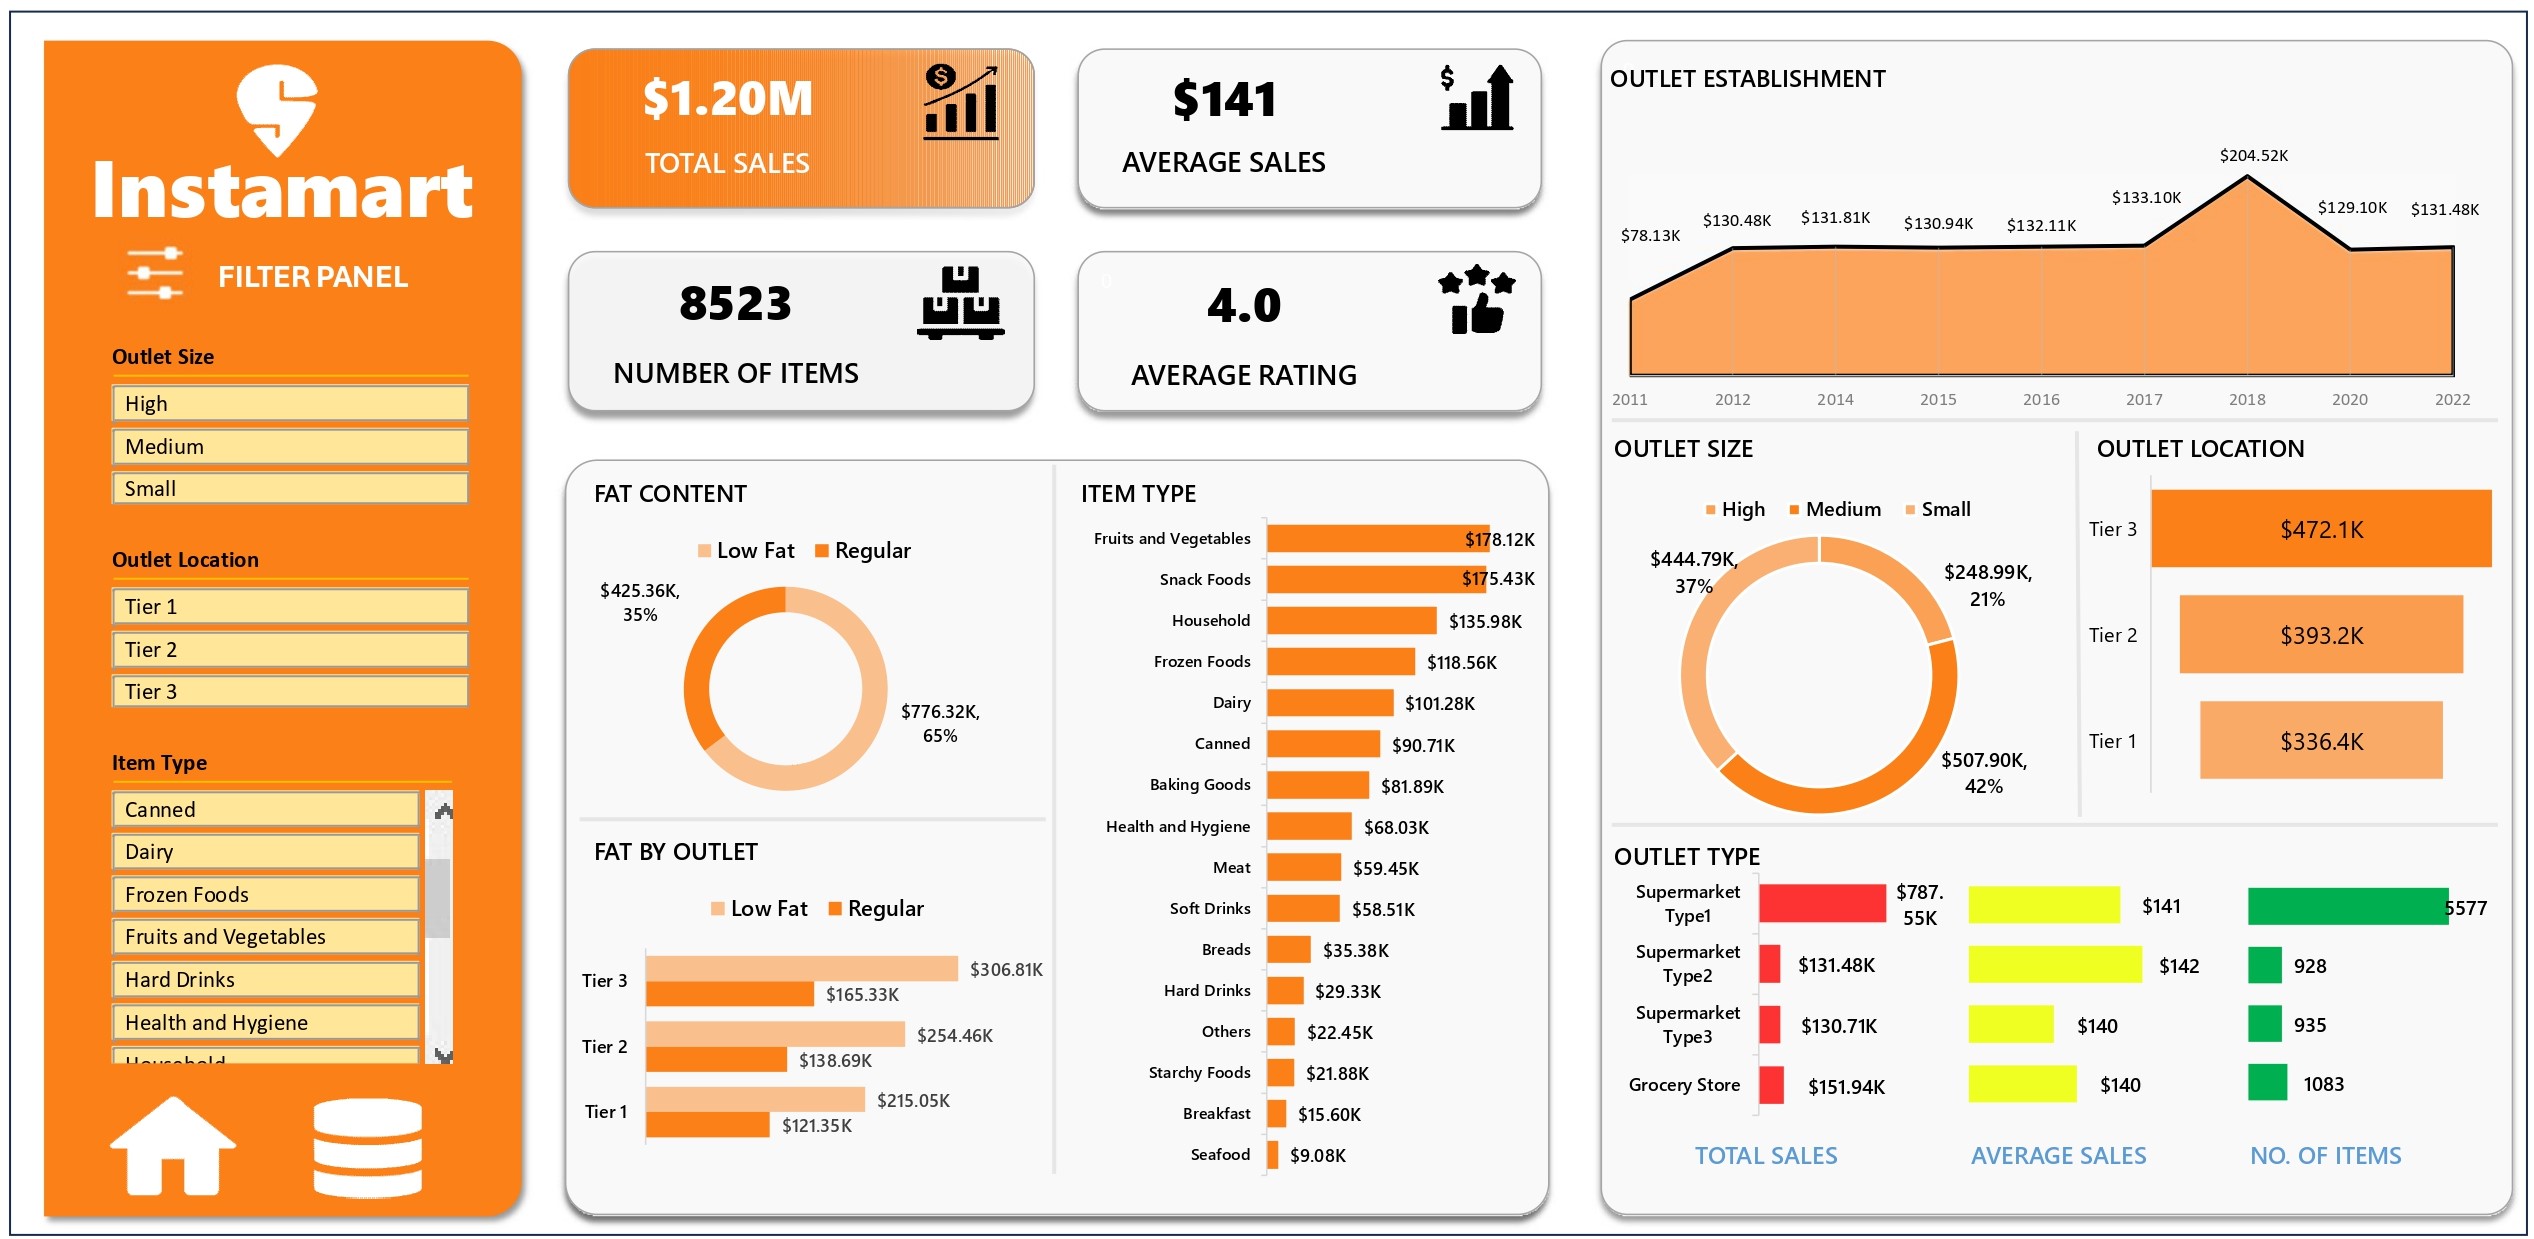 Instamart
FILTER PANEL
Outlet Size
High
Medium
Small
Outlet Location
Tier 1
Tier 2
Tier 3
Item Type
Canned
Dairy
Frozen Foods
Fruits and Vegetables
Hard Drinks
Health and Hygiene
Household
$1.20M
TOTAL SALES
$
$141
AVERAGE SALES
$
8523
NUMBER OF ITEMS
0
4.0
AVERAGE RATING
FAT CONTENT
Low Fat
Regular
$425.36K,
35%
$776.32K,
65%
FAT BY OUTLET
Low Fat
Regular
Tier 3
$306.81K
$165.33K
Tier 2
$254.46K
$138.69K
Tier 1
$215.05K
$121.35K
ITEM TYPE
Fruits and Vegetables $178.12K
Snack Foods $175.43K
Household $135.98K
Frozen Foods $118.56K
Dairy $101.28K
Canned $90.71K
Baking Goods $81.89K
Health and Hygiene $68.03K
Meat $59.45K
Soft Drinks $58.51K
Breads $35.38K
Hard Drinks $29.33K
Others $22.45K
Starchy Foods $21.88K
Breakfast $15.60K
Seafood $9.08K
OUTLET ESTABLISHMENT
$78.13K $130.48K $131.81K $130.94K $132.11K $133.10K $204.52K $129.10K $131.48K
2011 2012 2014 2015 2016 2017 2018 2020 2022
OUTLET SIZE
High Medium Small
$444.79K,
37%
$248.99K,
21%
$507.90K,
42%
OUTLET LOCATION
Tier 3 $472.1K
Tier 2 $393.2K
Tier 1 $336.4K
OUTLET TYPE
Supermarket
Type1
$787.
55K
$141
5577
Supermarket
Type2
$131.48K
$142
928
Supermarket
Type3
$130.71K
$140
935
Grocery Store
$151.94K
$140
1083
TOTAL SALES
AVERAGE SALES
NO. OF ITEMS